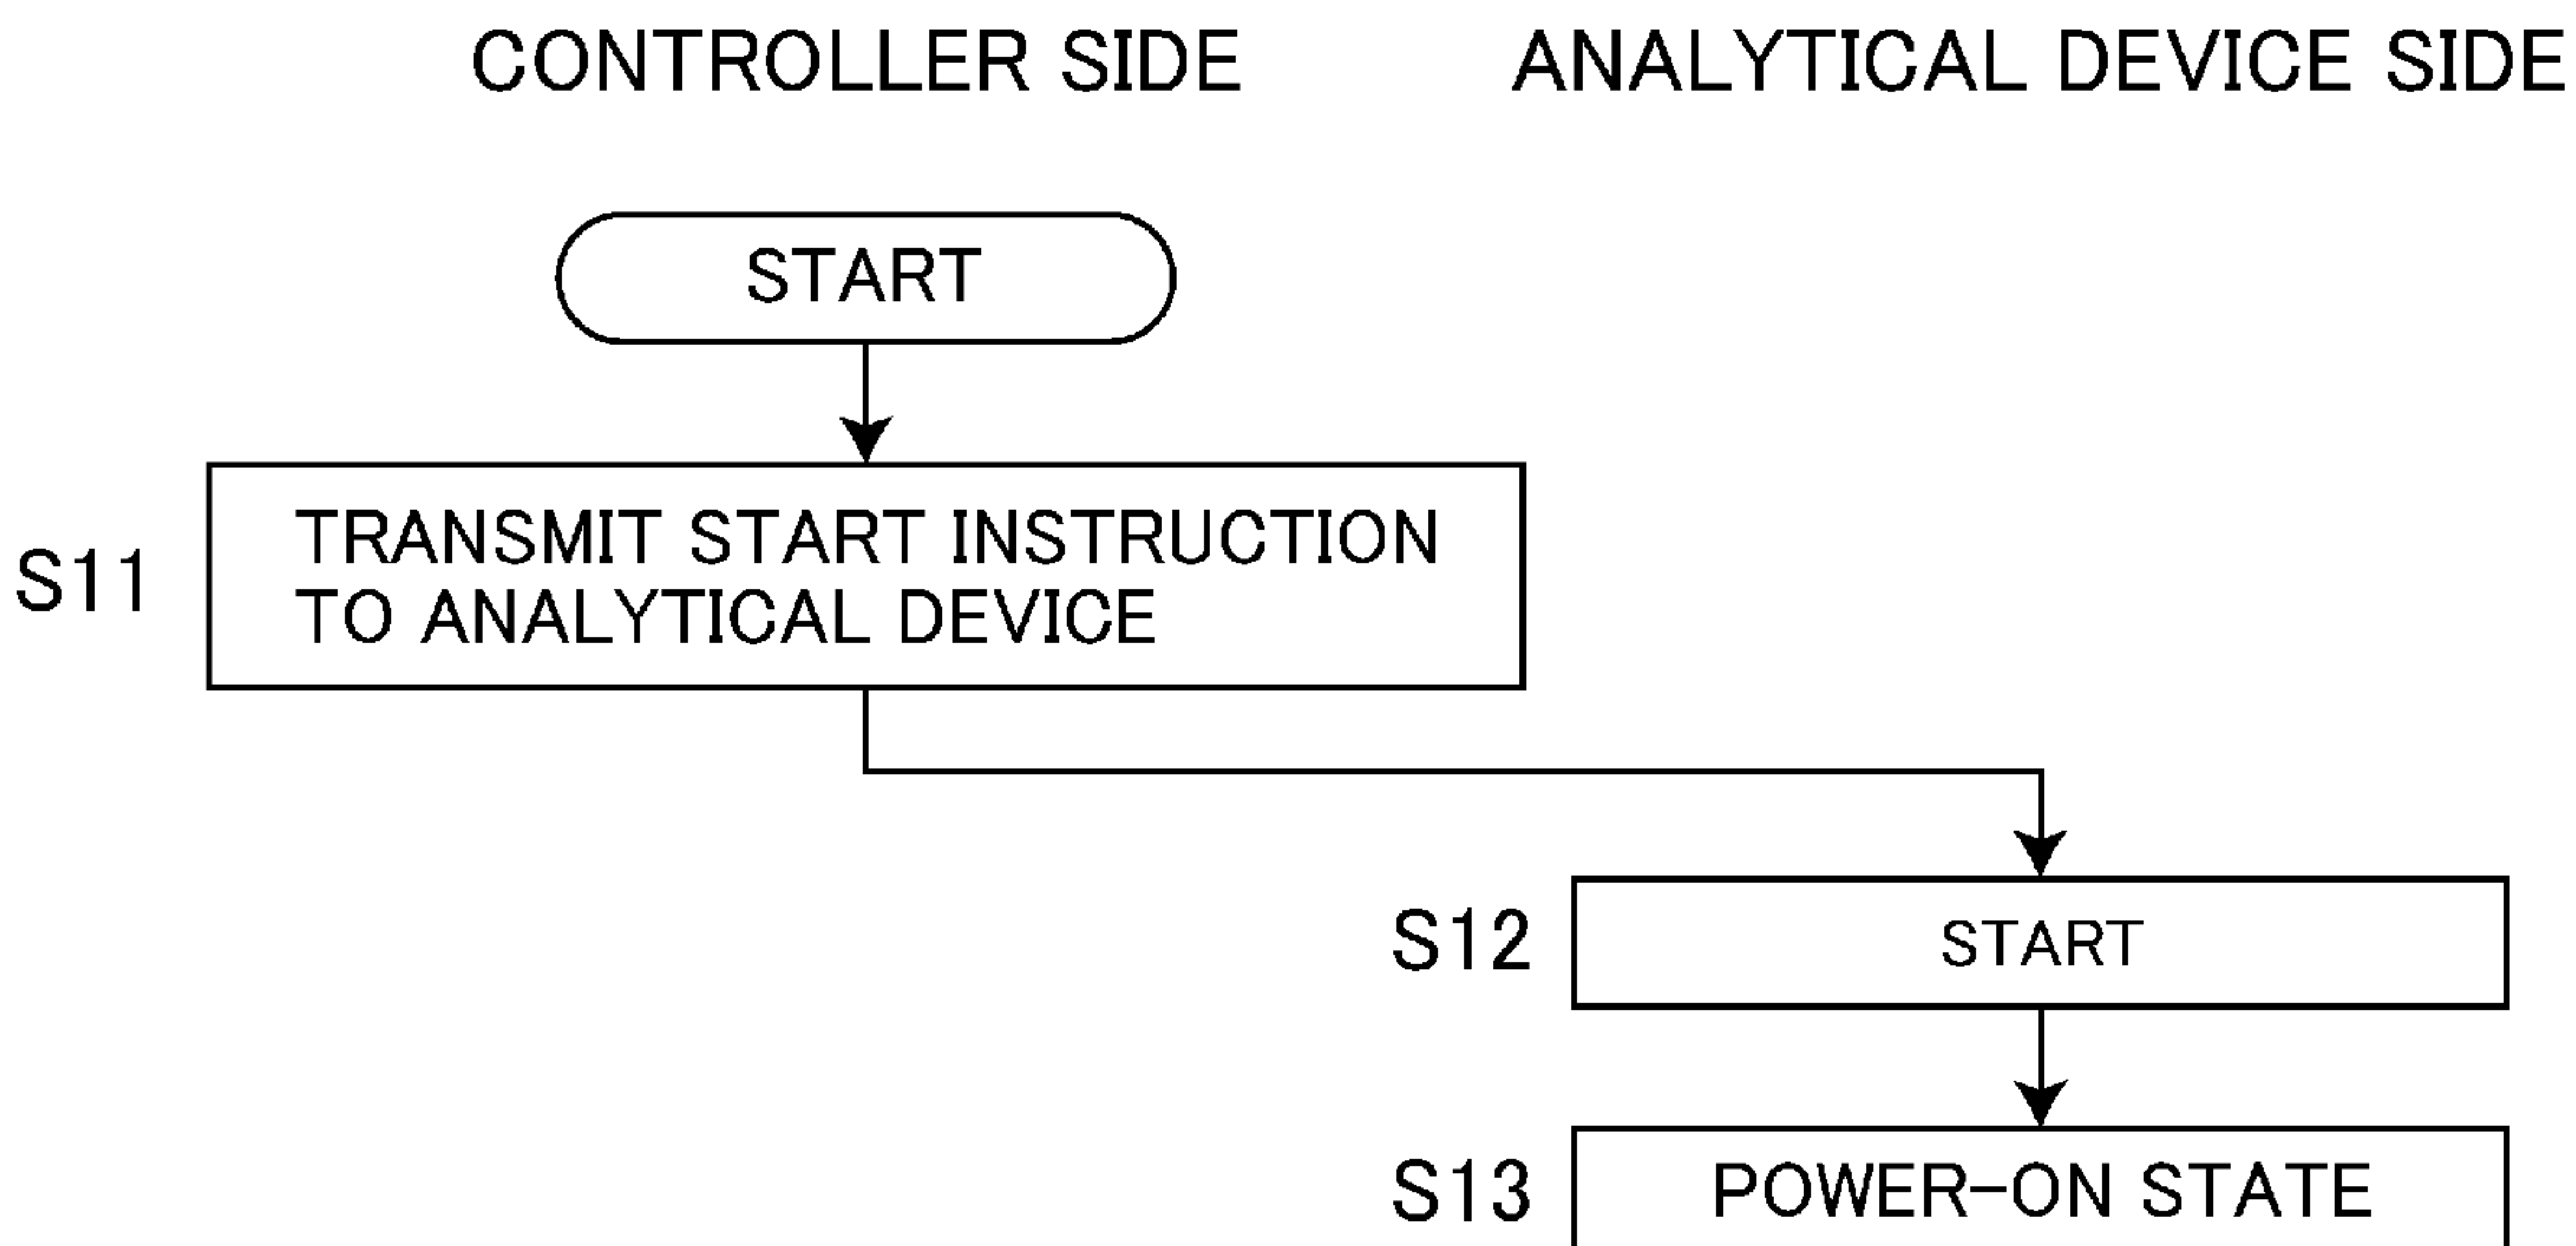 CONTROLLER SIDE
ANALYTICAL DEVICE SIDE
START
S11
TRANSMIT START INSTRUCTION
TO ANALYTICAL DEVICE
S12
START
S13
POWER-ON STATE